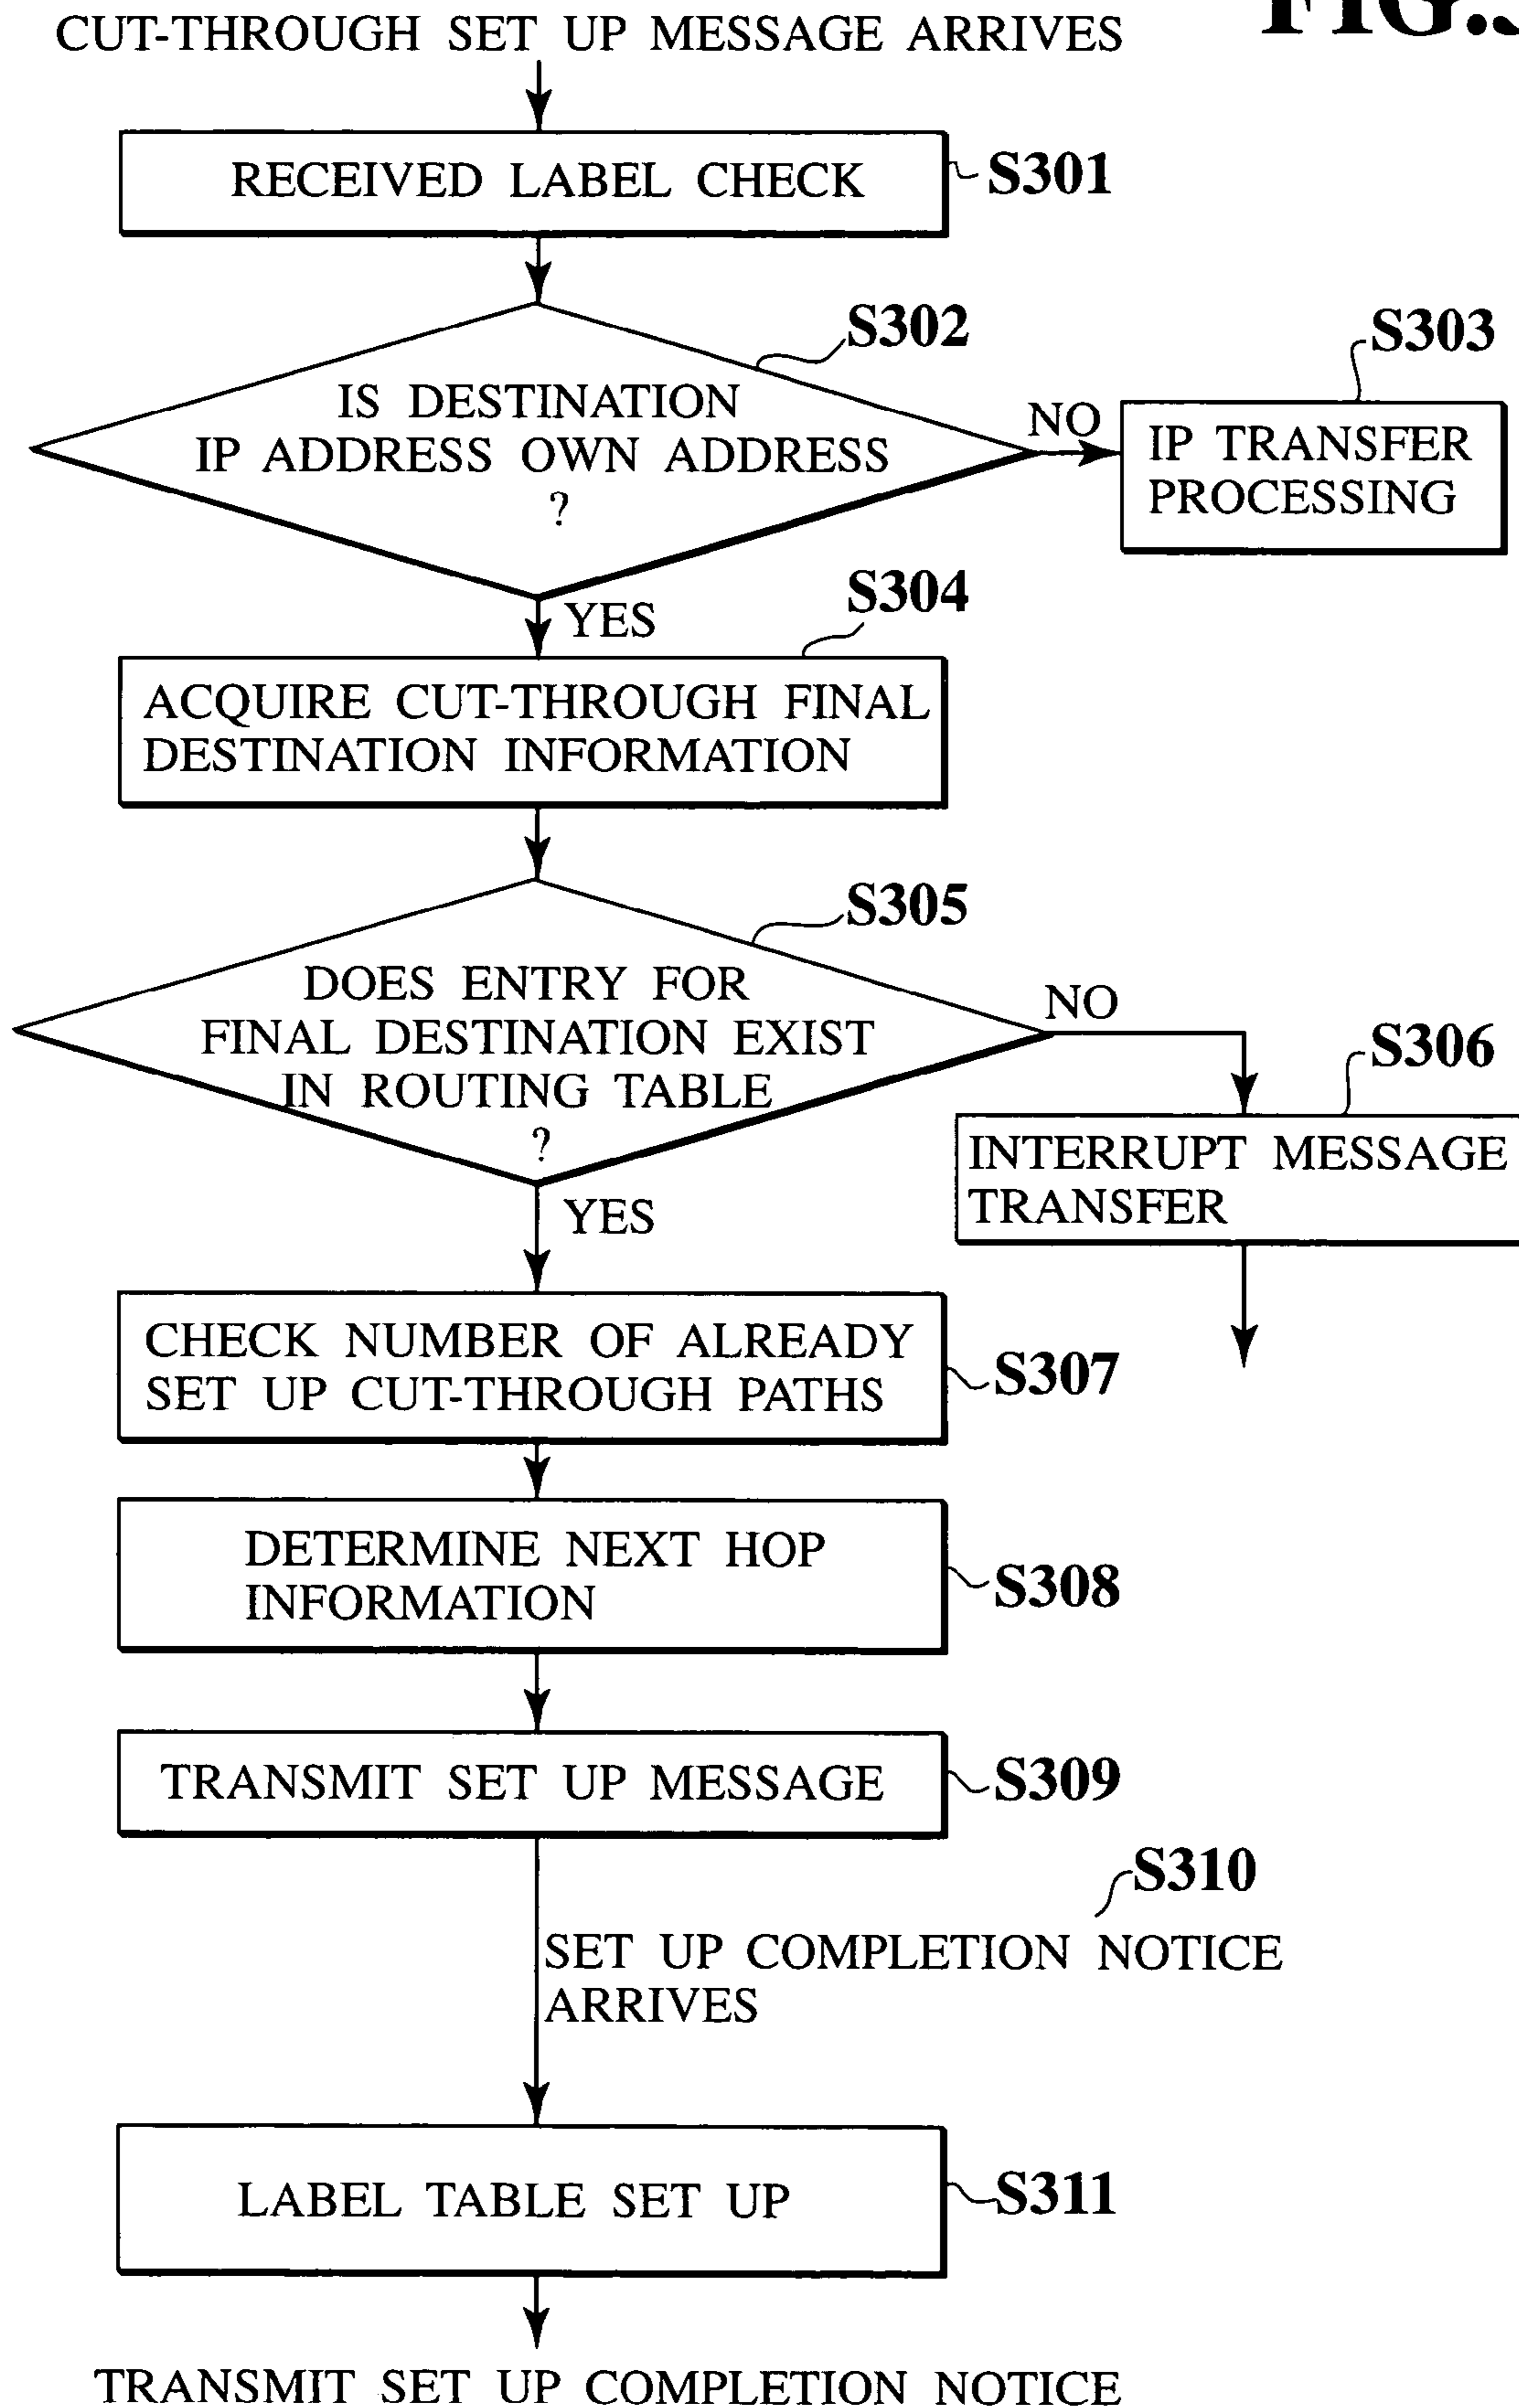 CUT-THROUGH SET UP MESSAGE ARRIVES
RECEIVED LABEL CHECK
S301
S302
IS DESTINATION
IP ADDRESS OWN ADDRESS
?
NO
S303
IP TRANSFER
PROCESSING
YES
S304
ACQUIRE CUT-THROUGH FINAL
DESTINATION INFORMATION
S305
DOES ENTRY FOR
FINAL DESTINATION EXIST
IN ROUTING TABLE
?
NO
S306
INTERRUPT MESSAGE
TRANSFER
YES
CHECK NUMBER OF ALREADY
SET UP CUT-THROUGH PATHS
S307
DETERMINE NEXT HOP
INFORMATION
S308
TRANSMIT SET UP MESSAGE
S309
S310
SET UP COMPLETION NOTICE
ARRIVES
LABEL TABLE SET UP
S311
TRANSMIT SET UP COMPLETION NOTICE